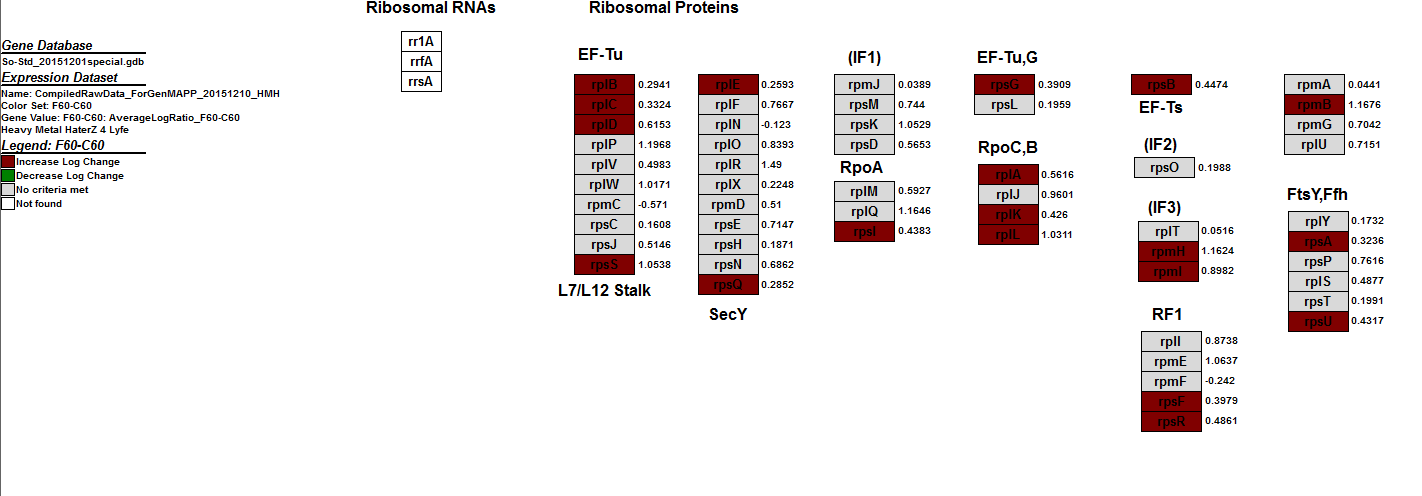 Ribosomal RNAs
Ribosomal Proteins
Gene Database
So-Std_20151201special.gdb
Expression Dataset
Name: CompiledRawData_ForGenMAPP_20151210_HMH
Color Set: F60-C60
Gene Value: F60-C60: AverageLogRatio_F60-C60
Heavy Metal HaterZ 4 Lyfe
Legend: F60-C60
Increase Log Change
Decrease Log Change
No criteria met
Not found
rr1A
rrfA
rrsA
EF-Tu
rplB 0.2941
rplC 0.3324
rplD 0.6153
rplP 1.1968
rplV 0.4983
rplW 1.0171
rpmC -0.571
rpsC 0.1608
rpsJ 0.5146
rpsS 1.0538
L7/L12 Stalk
rplE 0.2593
rplF 0.7667
rplN -0.123
rplO 0.8393
rplR 1.49
rplX 0.2248
rpmD 0.51
rpsE 0.7147
rpsH 0.1871
rpsN 0.6862
rpsQ 0.2852
SecY
(IF1)
rpmJ 0.0389
rpsM 0.744
rpsK 1.0529
rpsD 0.5653
RpoA
rplM 0.5927
rplQ 1.1646
rpsI 0.4383
EF-Tu,G
rpsG 0.3909
rpsL 0.1959
RpoC,B
rplA 0.5616
rplJ 0.9601
rplK 0.426
rplL 1.0311
rpsB 0.4474
EF-Ts
(IF2)
rpsO 0.1988
(IF3)
rplT 0.0516
rpmH 1.1624
rpmI 0.8982
RF1
rplI 0.8738
rpmE 1.0637
rpmF -0.242
rpsF 0.3979
rpsR 0.4861
rpmA 0.0441
rpmB 1.1676
rpmG 0.7042
rplU 0.7151
FtsY,Ffh
rplY 0.1732
rpsA 0.3236
rpsP 0.7616
rplS 0.4877
rpsT 0.1991
rpsU 0.4317